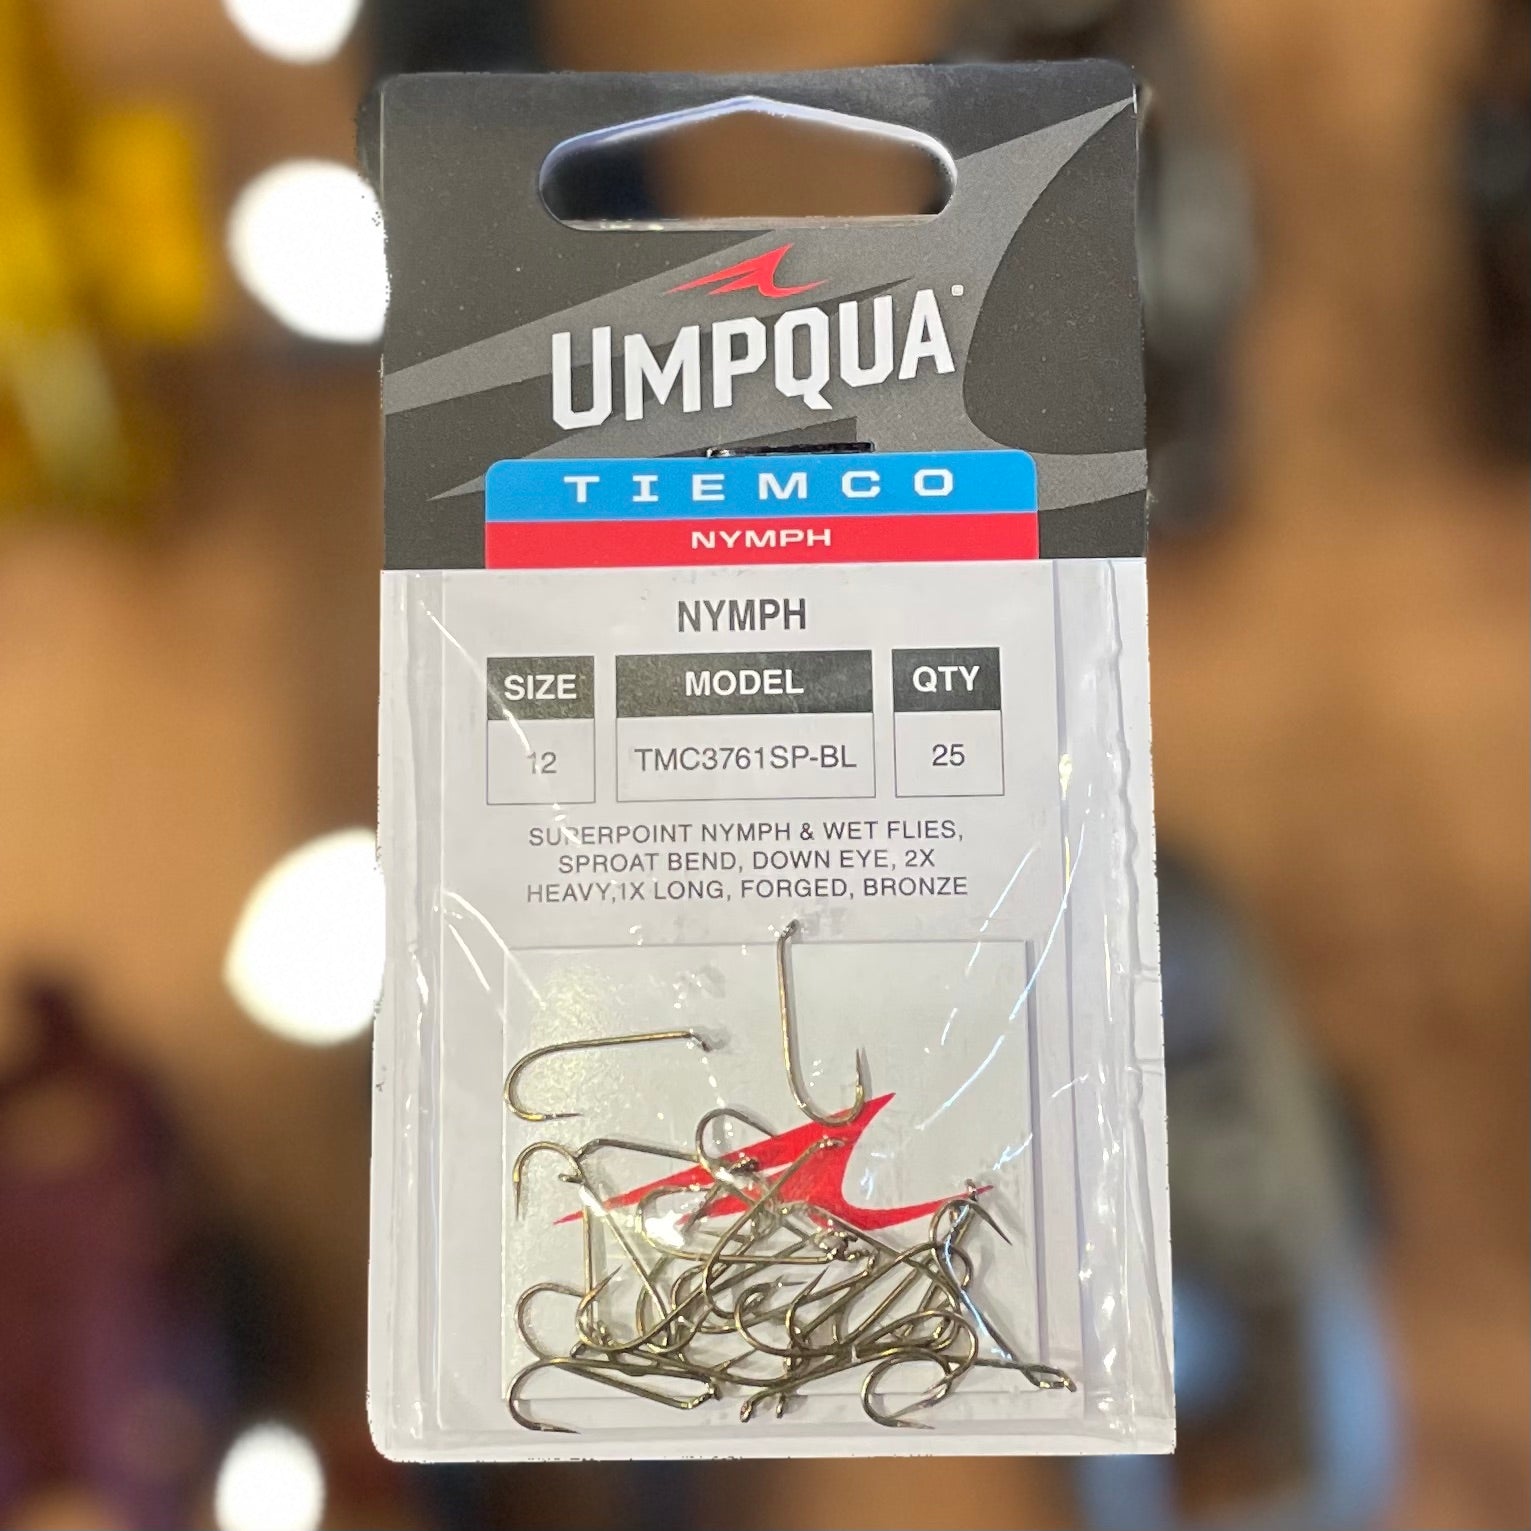 UMPQUA®
TIEMCO
NYMPH
NYMPH
SIZE MODEL QTY
12 TMC3761SP-BL 25
SUPERPOINT NYMPH & WET FLIES,
SPROAT BEND, DOWN EYE, 2X
HEAVY,1X LONG, FORGED, BRONZE